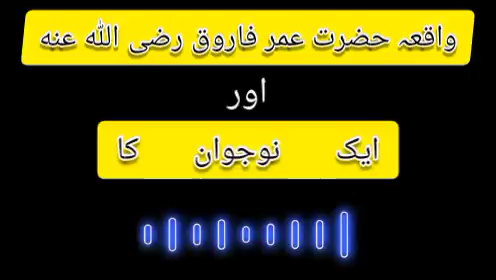 واقعہ حضرت عمر فاروق رضی اللہ عنہ
اور
ایک نوجوان کا